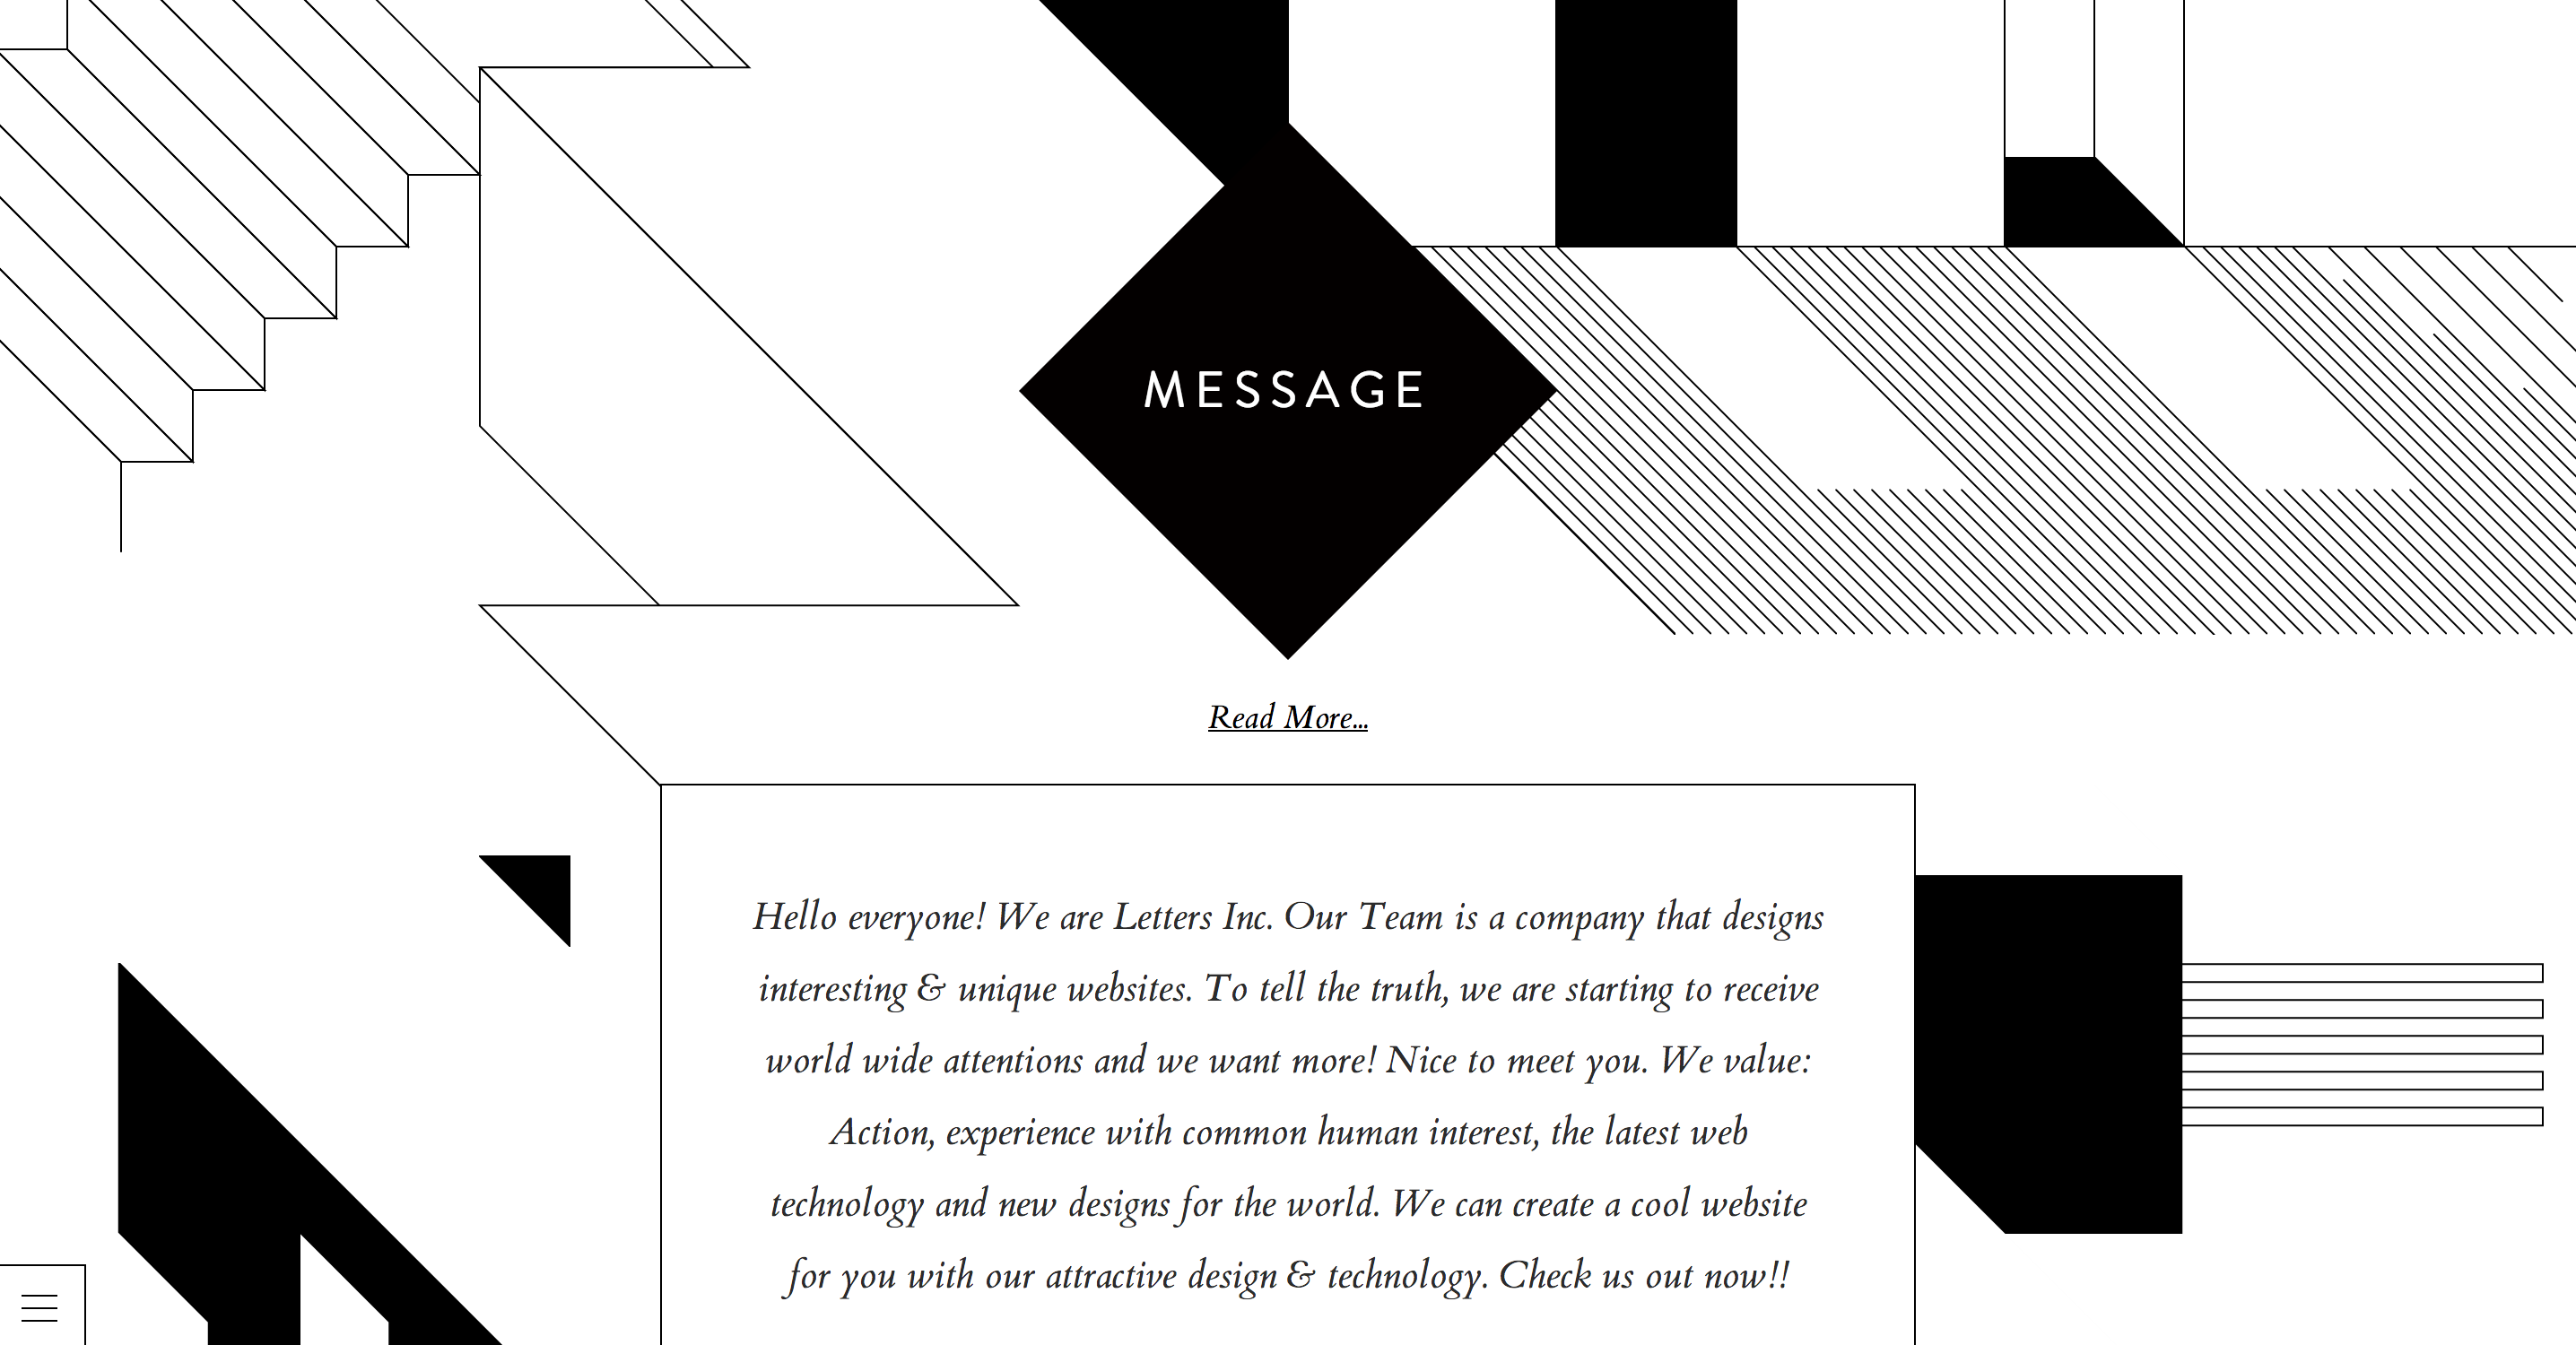 MESSAGE
Read More...
Hello everyone! We are Letters Inc. Our Team is a company that designs
interesting & unique websites. To tell the truth, we are starting to receive
world wide attentions and we want more! Nice to meet you. We value:
Action, experience with common human interest, the latest web
technology and new designs for the world. We can create a cool website
for you with our attractive design & technology. Check us out now!!